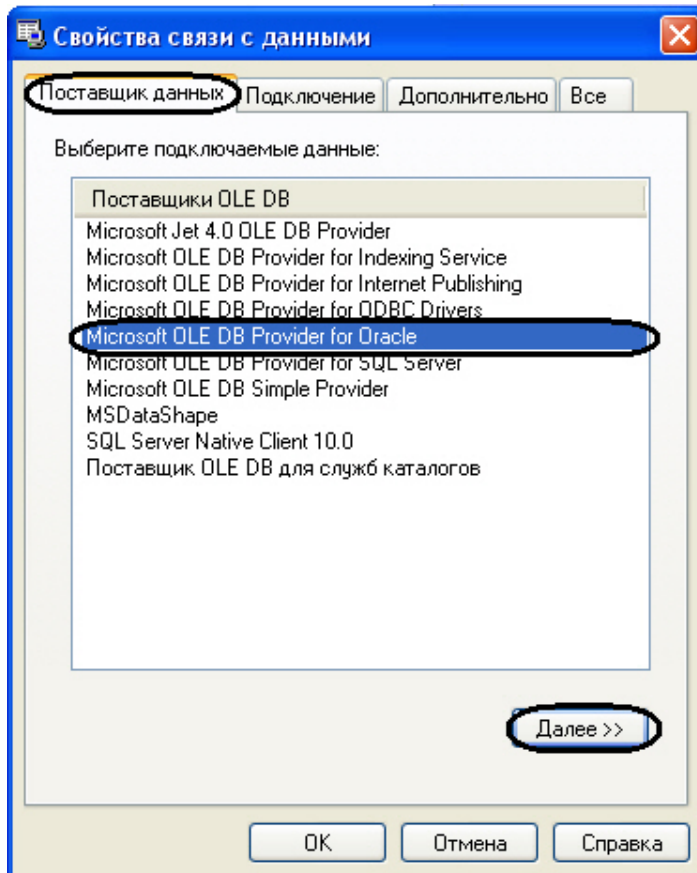 Свойства связи с данными
Поставщик данных Подключение Дополнительно Все
Выберите подключаемые данные:
Поставщики OLE DB
Microsoft Jet 4.0 OLE DB Provider
Microsoft OLE DB Provider for Indexing Service
Microsoft OLE DB Provider for Internet Publishing
Microsoft OLE DB Provider for ODBC Drivers
Microsoft OLE DB Provider for Oracle
Microsoft OLE DB Provider for SQL Server
Microsoft OLE DB Simple Provider
MSDataShape
SQL Server Native Client 10.0
Поставщик OLE DB для служб каталогов
Далее >>
OK Отмена Справка